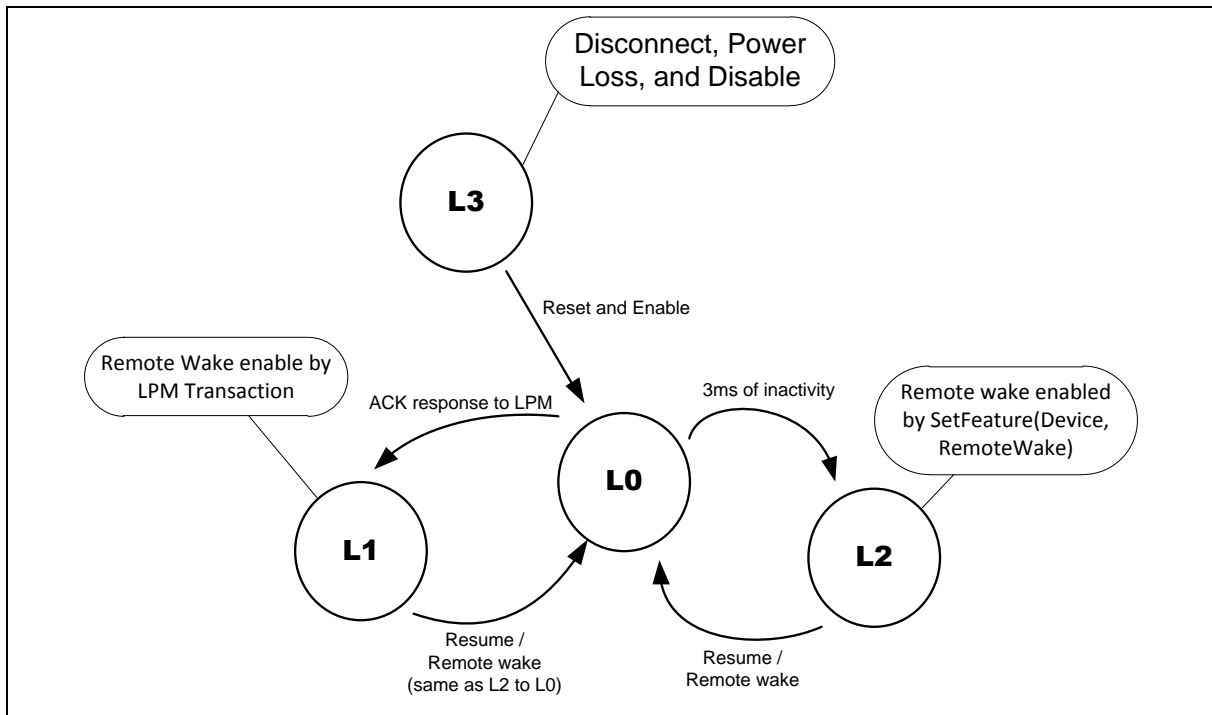 Disconnect, Power
Loss, and Disable
L3
Reset and Enable
Remote Wake enable by
LPM Transaction
ACK response to LPM
3ms of inactivity
Remote wake enabled
by SetFeature(Device,
RemoteWake)
L0
L1
L2
Resume /
Remote wake
(same as L2 to L0)
Resume /
Remote wake